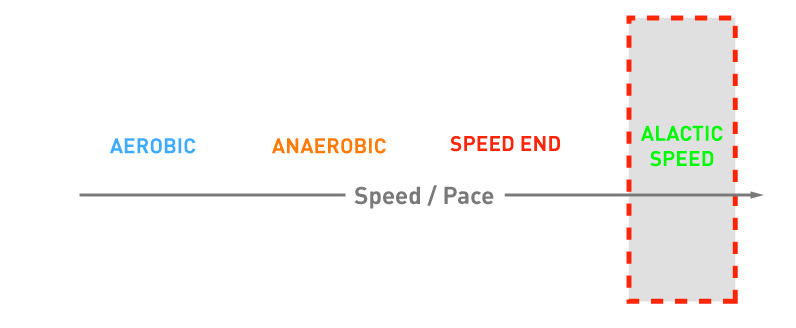 AEROBIC
ANAEROBIC
SPEED END
ALACTIC
SPEED
Speed / Pace